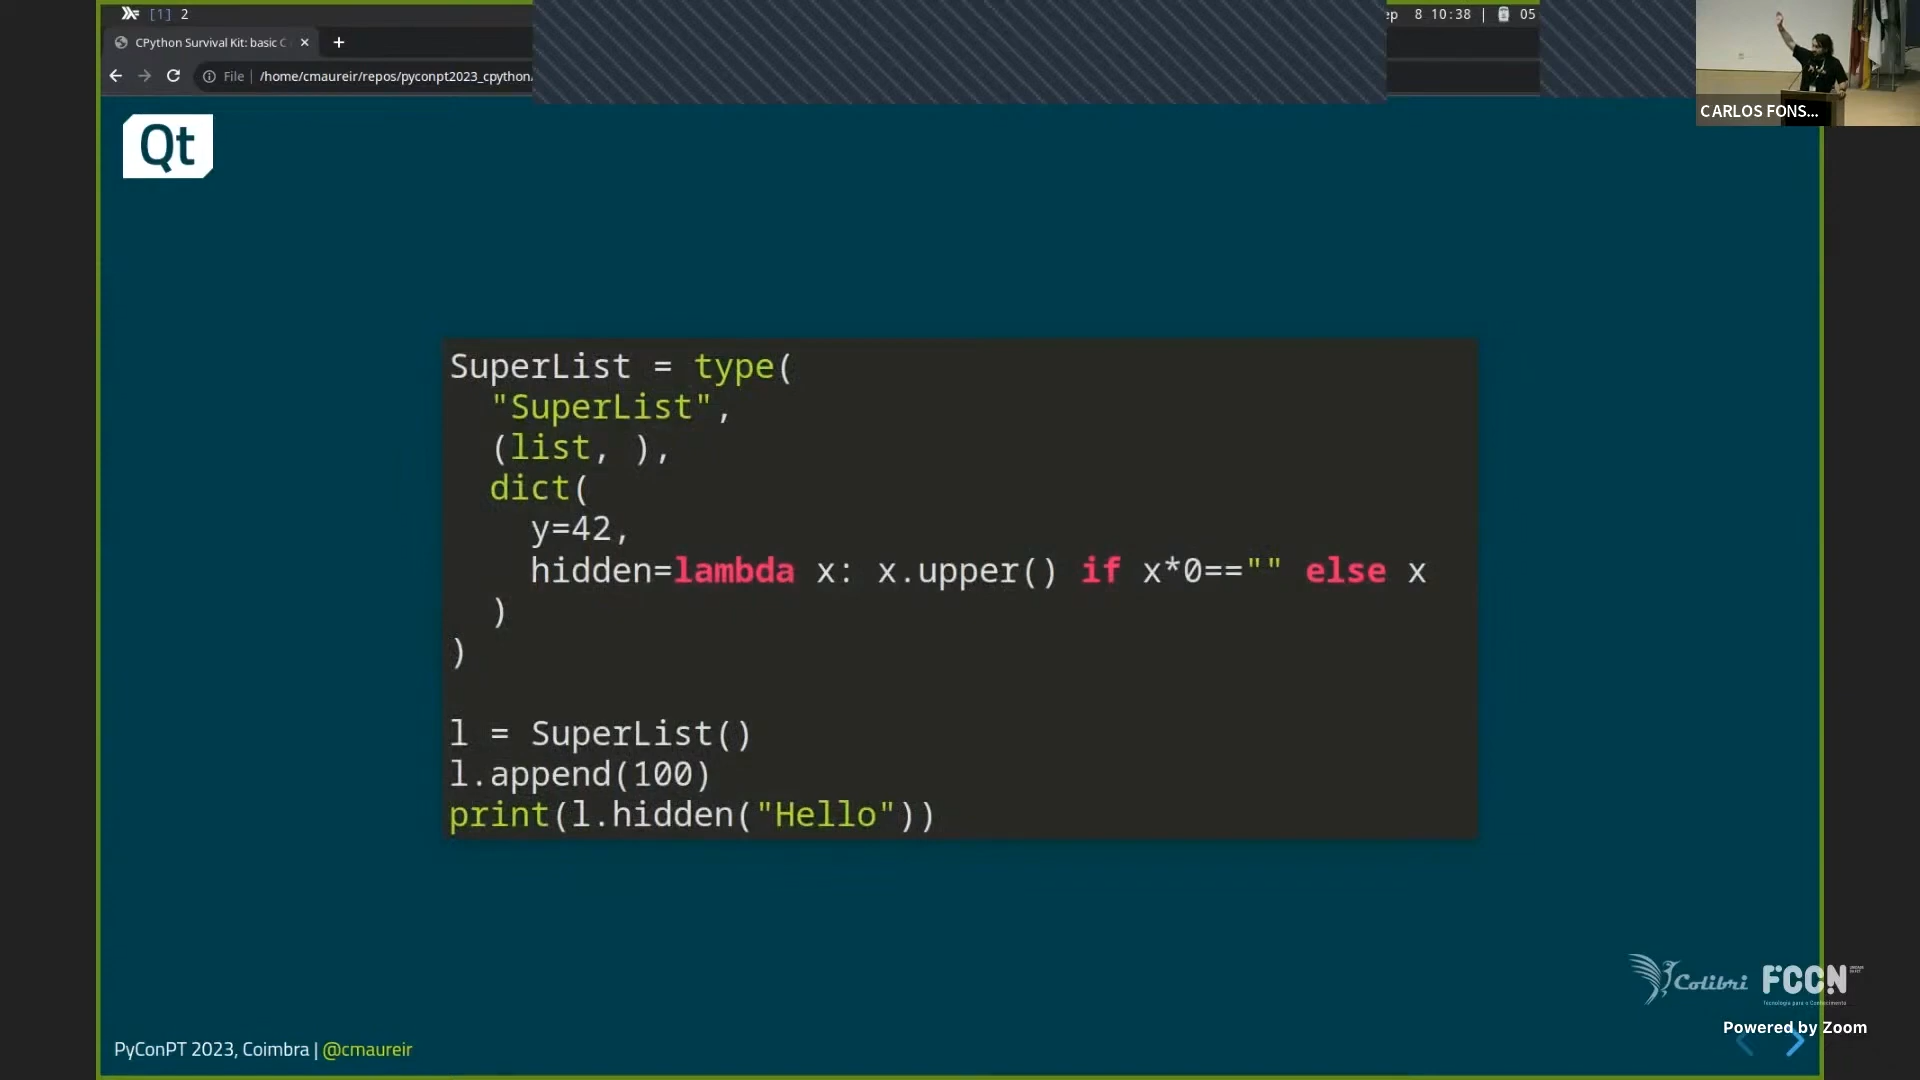 [1] 2
ep 8 10:38 | 05
CPython Survival Kit: basic C
File | /home/cmaureir/repos/pyconpt2023_cpython
CARLOS FONS...
Qt
SuperList = type(
"SuperList",
(list, ),
dict(
y=42,
hidden=lambda x: x.upper() if x*0=="" else x
)
)
l = SuperList()
l.append(100)
print(l.hidden("Hello"))
Colibri FCCN
Powered by Zoom
PyConPT 2023, Coimbra | @cmaureir